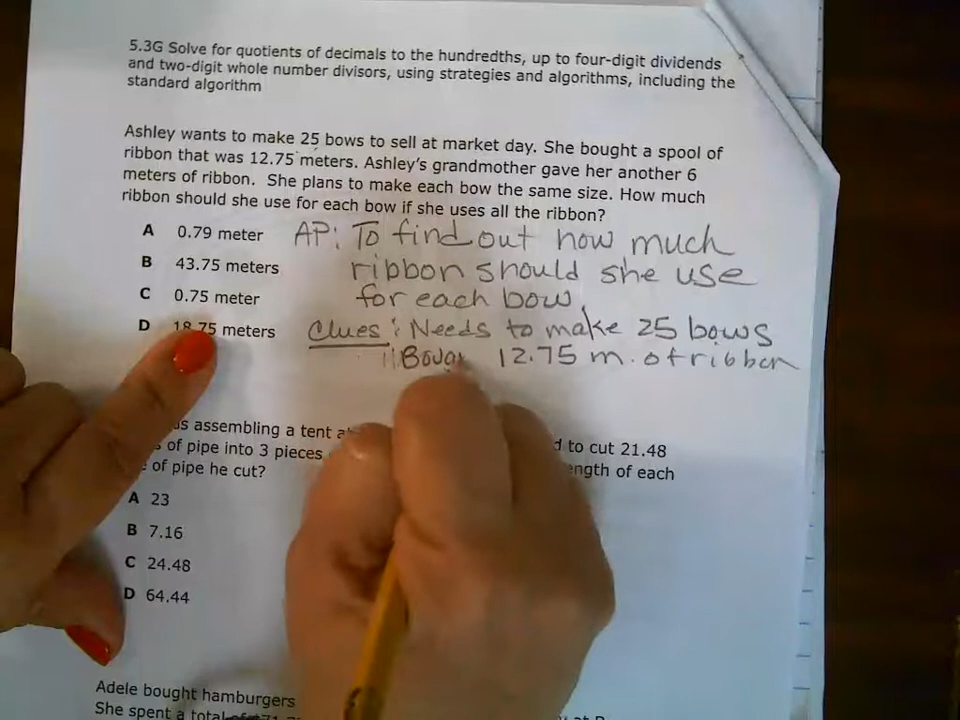 5.3G Solve for quotients of decimals to the hundredths, up to four-digit dividends
and two-digit whole number divisors, using strategies and algorithms, including the
standard algorithm
Ashley wants to make 25 bows to sell at market day. She bought a spool of
ribbon that was 12.75 meters. Ashley's grandmother gave her another 6
meters of ribbon. She plans to make each bow the same size. How much
ribbon should she use for each bow if she uses all the ribbon?
A 0.79 meter
B 43.75 meters
C 0.75 meter
D 18.75 meters
AP: To find out how much
ribbon should she use
for each bow.
Clues: Needs to make 25 bows
12.75 m. of ribbon
assembling a tent
to cut 21.48
of pipe into 3 pieces
of each
of pipe he cut?
A 23
B 7.16
C 24.48
D 64.44
Adele bought hamburgers
She spent a total